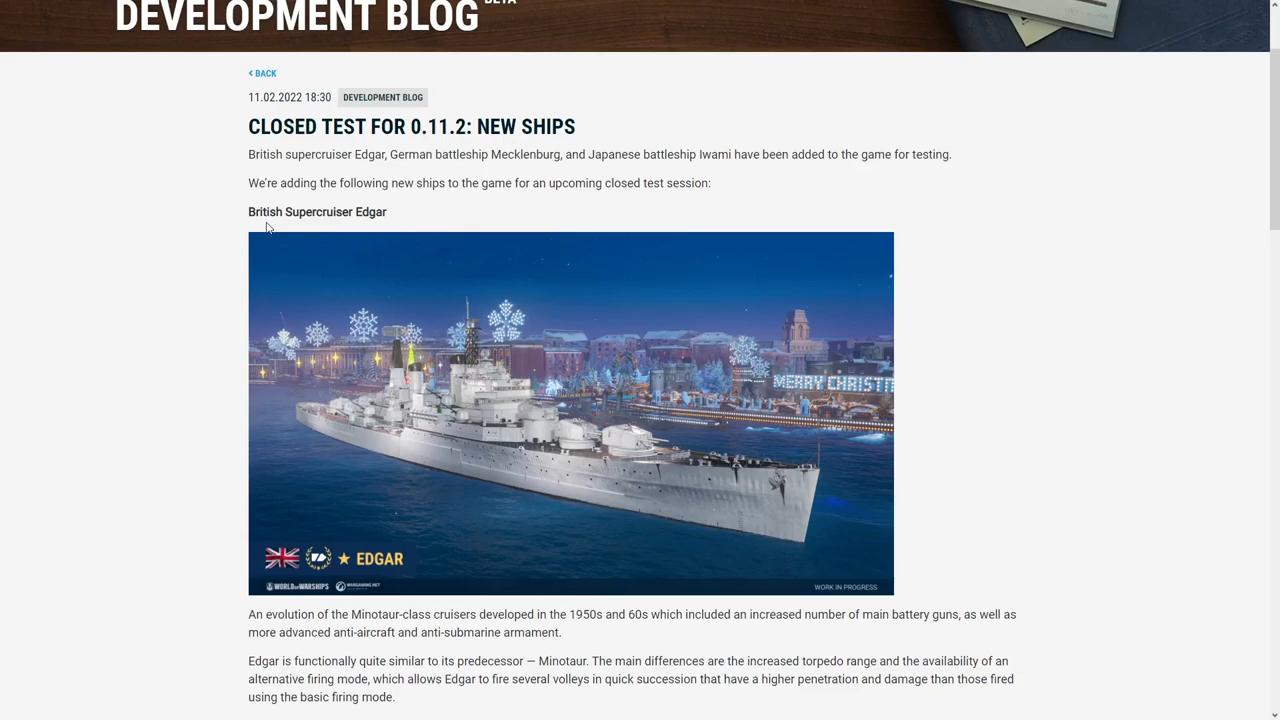 DEVELOPMENT BLOG
BACK
11.02.2022 18:30 DEVELOPMENT BLOG
CLOSED TEST FOR 0.11.2: NEW SHIPS
British supercruiser Edgar, German battleship Mecklenburg, and Japanese battleship Iwami have been added to the game for testing.
We're adding the following new ships to the game for an upcoming closed test session:
British Supercruiser Edgar
EDGAR
WORLD OF WARSHIPS WARGAMING.NET
WORK IN PROGRESS
An evolution of the Minotaur-class cruisers developed in the 1950s and 60s which included an increased number of main battery guns, as well as
more advanced anti-aircraft and anti-submarine armament.
Edgar is functionally quite similar to its predecessor — Minotaur. The main differences are the increased torpedo range and the availability of an
alternative firing mode, which allows Edgar to fire several volleys in quick succession that have a higher penetration and damage than those fired
using the basic firing mode.